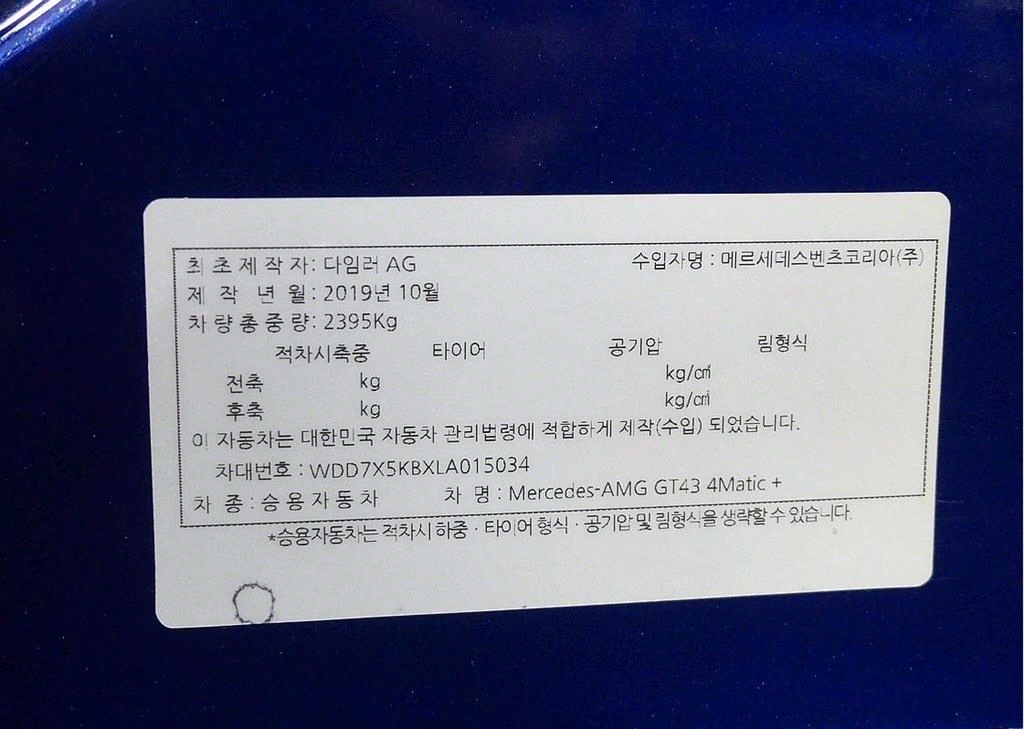 최초제작자: 다임러 AG 수입자명 : 메르세데스벤츠코리아(주)
제 작 년 월: 2019년 10월
차량총중량: 2395Kg
적차시축중 타이어 공기압 림형식
전축 kg kg/㎠
후축 kg kg/㎠
이 자동차는 대한민국 자동차 관리법령에 적합하게 제작(수입) 되었습니다.
차대번호 : WDD7X5KBXLA015034
차 종 : 승용자동차 차 명 : Mercedes-AMG GT43 4Matic +
*승용자동차는 적차시 하중 · 타이어 형식 · 공기압 및 림형식을 생략할 수 있습니다.